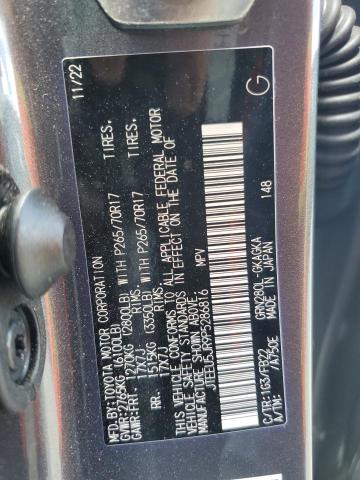 11/22
MFD.BY:TOYOTA MOTOR CORPORATION
GVWR:2765KG(6100LB)
GAWR:FRT. 1270KG(2800LB) WITH P265/70R17 TIRES.
17X7J RIMS.
RR. 1515KG(3350LB) WITH P265/70R17 TIRES.
17X7J RIMS.
THIS VEHICLE CONFORMS TO ALL APPLICABLE FEDERAL MOTOR
VEHICLE SAFETY STANDARDS IN EFFECT ON THE DATE OF
MANUFACTURE SHOWN ABOVE.
MPV
C/TR:1G3/FB22
A/TM: /A750E
GRN280L-GKAGKA
MADE IN JAPAN
148
G